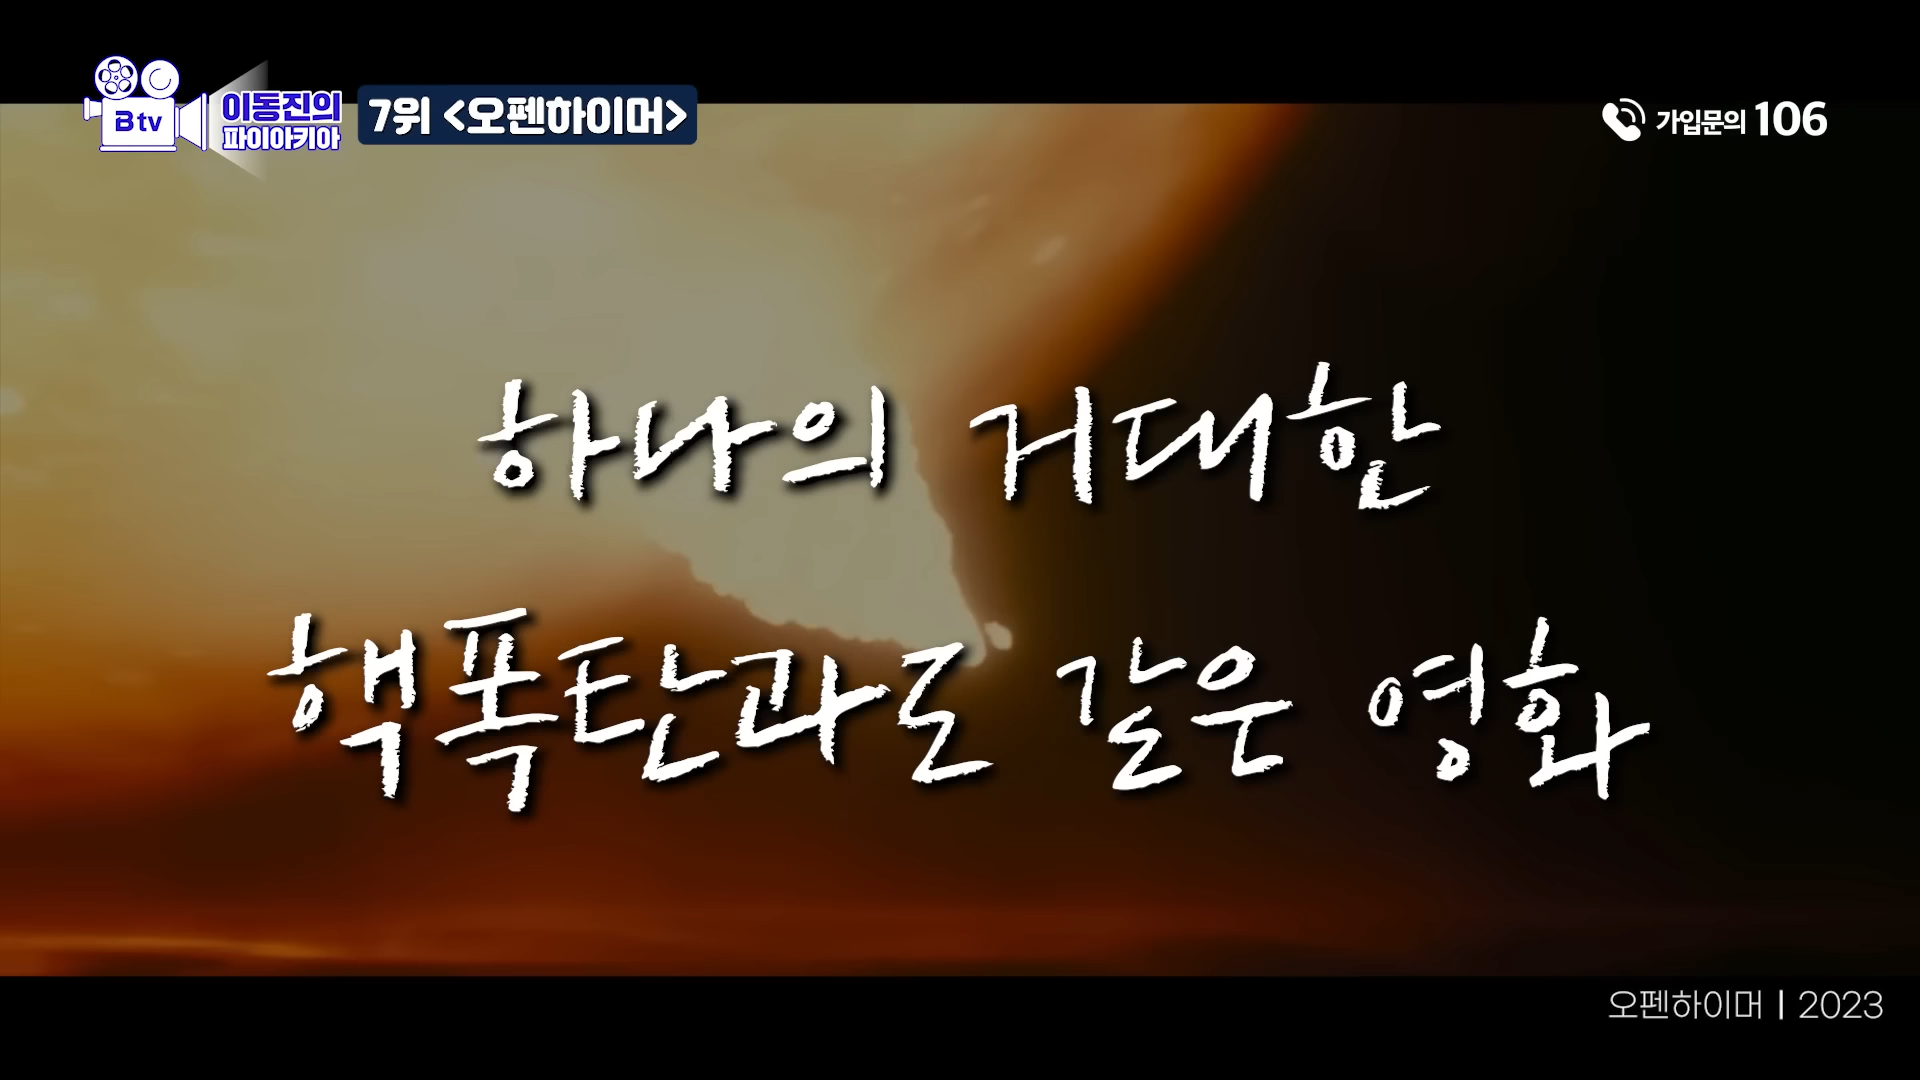 B tv
이동진의
파이아키아
7위 <오펜하이머>
가입문의 106
하나의 거대한
핵폭탄과도 같은 영화
오펜하이머 | 2023